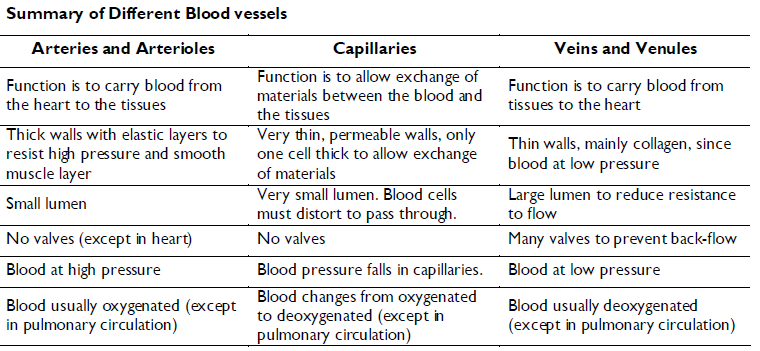 Summary of Different Blood vessels
Arteries and Arterioles
Capillaries
Veins and Venules
Function is to carry blood from
the heart to the tissues
Function is to allow exchange of
materials between the blood and
the tissues
Function is to carry blood from
tissues to the heart
Thick walls with elastic layers to
resist high pressure and smooth
muscle layer
Very thin, permeable walls, only
one cell thick to allow exchange
of materials
Thin walls, mainly collagen, since
blood at low pressure
Small lumen
Very small lumen. Blood cells
must distort to pass through.
Large lumen to reduce resistance
to flow
No valves (except in heart)
No valves
Many valves to prevent back-flow
Blood at high pressure
Blood pressure falls in capillaries.
Blood at low pressure
Blood usually oxygenated (except
in pulmonary circulation)
Blood changes from oxygenated
to deoxygenated (except in
pulmonary circulation)
Blood usually deoxygenated
(except in pulmonary circulation)